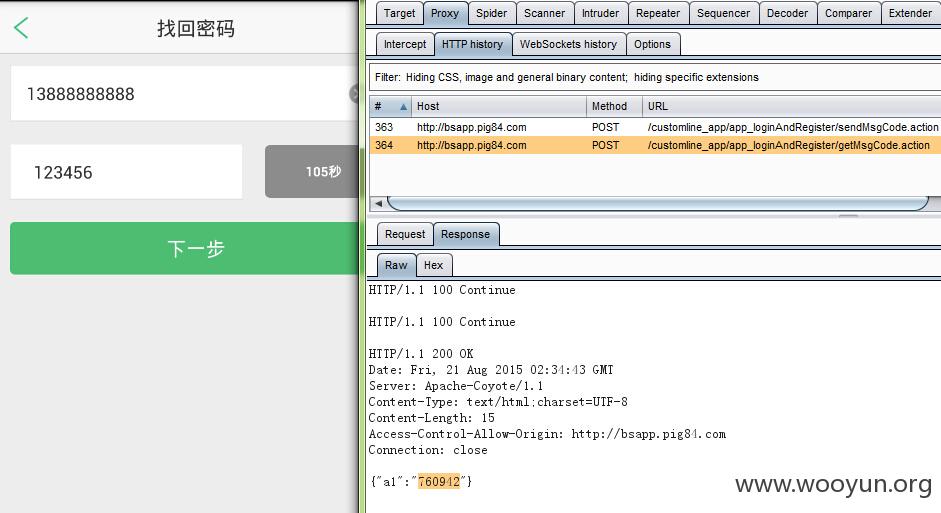 找回密码
13888888888
123456
105秒
下一步
Target Proxy Spider Scanner Intruder Repeater Sequencer Decoder Comparer Extender
Intercept HTTP history WebSockets history Options
Filter: Hiding CSS, image and general binary content; hiding specific extensions
# Host Method URL
363 http://bsapp.pig84.com POST /customline_app/app_loginAndRegister/sendMsgCode.action
364 http://bsapp.pig84.com POST /customline_app/app_loginAndRegister/getMsgCode.action
Request Response
Raw Hex
HTTP/1.1 100 Continue
HTTP/1.1 100 Continue
HTTP/1.1 200 OK
Date: Fri, 21 Aug 2015 02:34:43 GMT
Server: Apache-Coyote/1.1
Content-Type: text/html;charset=UTF-8
Content-Length: 15
Access-Control-Allow-Origin: http://bsapp.pig84.com
Connection: close
{"a1":"760942"}
www.wooyun.org